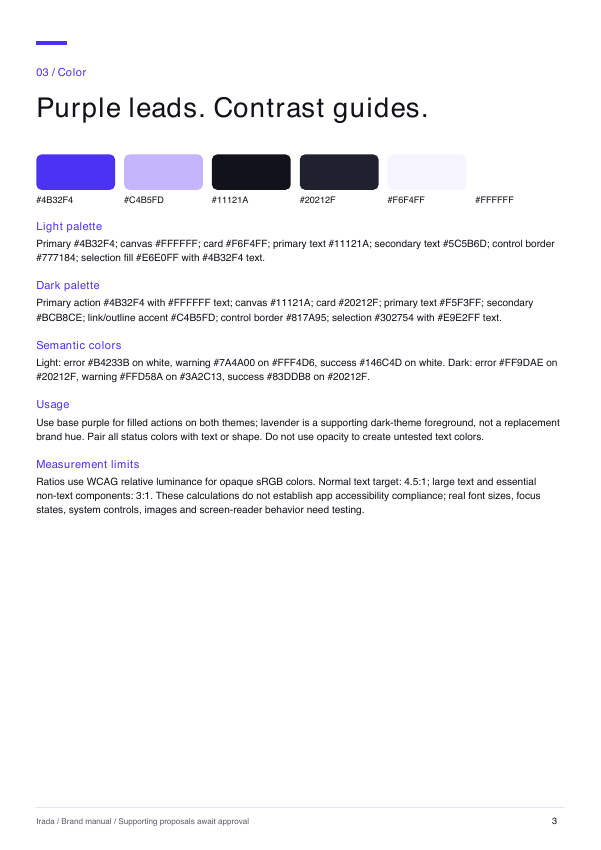 03 / Color
Purple leads. Contrast guides.
#4B32F4 #C4B5FD #11121A #20212F #F6F4FF #FFFFFF
Light palette
Primary #4B32F4; canvas #FFFFFF; card #F6F4FF; primary text #11121A; secondary text #5C5B6D; control border
#777184; selection fill #E6E0FF with #4B32F4 text.
Dark palette
Primary action #4B32F4 with #FFFFFF text; canvas #11121A; card #20212F; primary text #F5F3FF; secondary
#BCB8CE; link/outline accent #C4B5FD; control border #817A95; selection #302754 with #E9E2FF text.
Semantic colors
Light: error #B4233B on white, warning #7A4A00 on #FFF4D6, success #146C4D on white. Dark: error #FF9DAE on
#20212F, warning #FFD58A on #3A2C13, success #83DDB8 on #20212F.
Usage
Use base purple for filled actions on both themes; lavender is a supporting dark-theme foreground, not a replacement
brand hue. Pair all status colors with text or shape. Do not use opacity to create untested text colors.
Measurement limits
Ratios use WCAG relative luminance for opaque sRGB colors. Normal text target: 4.5:1; large text and essential
non-text components: 3:1. These calculations do not establish app accessibility compliance; real font sizes, focus
states, system controls, images and screen-reader behavior need testing.
Irada / Brand manual / Supporting proposals await approval 3